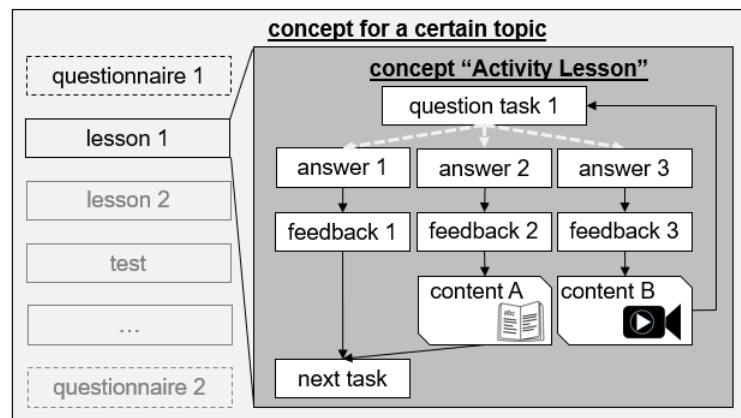 concept for a certain topic
questionnaire 1
lesson 1
lesson 2
test
...
questionnaire 2
concept “Activity Lesson”
question task 1
answer 1
answer 2
answer 3
feedback 1
feedback 2
feedback 3
content A
abc
content B
next task